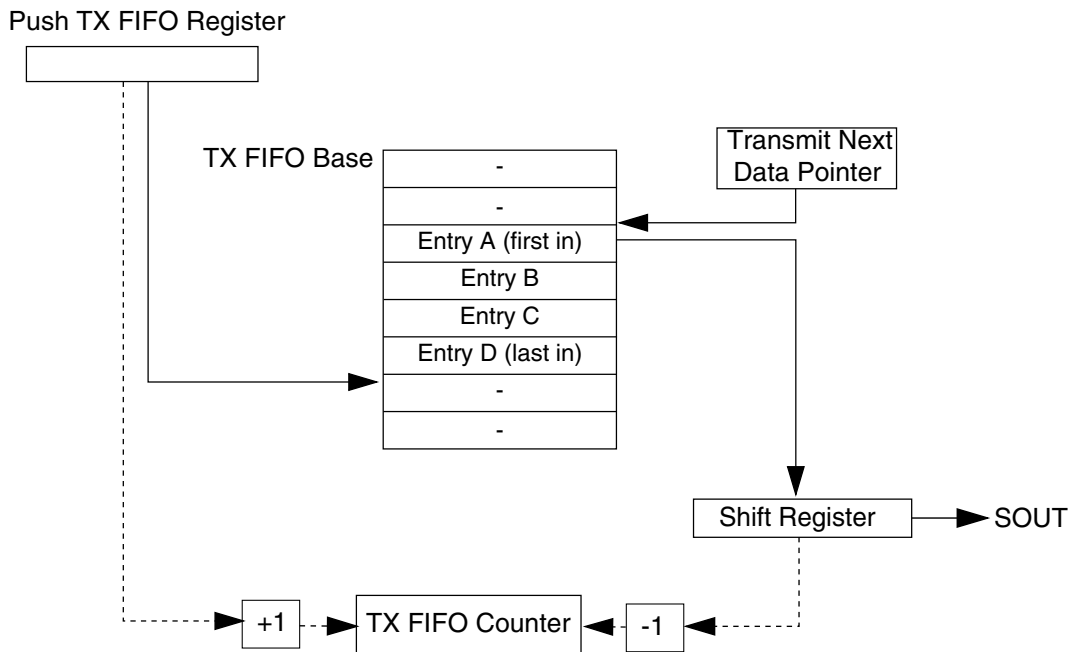 Push TX FIFO Register
TX FIFO Base
Transmit Next
Data Pointer
-
-
Entry A (first in)
Entry B
Entry C
Entry D (last in)
-
-
Shift Register
SOUT
+1
TX FIFO Counter
-1